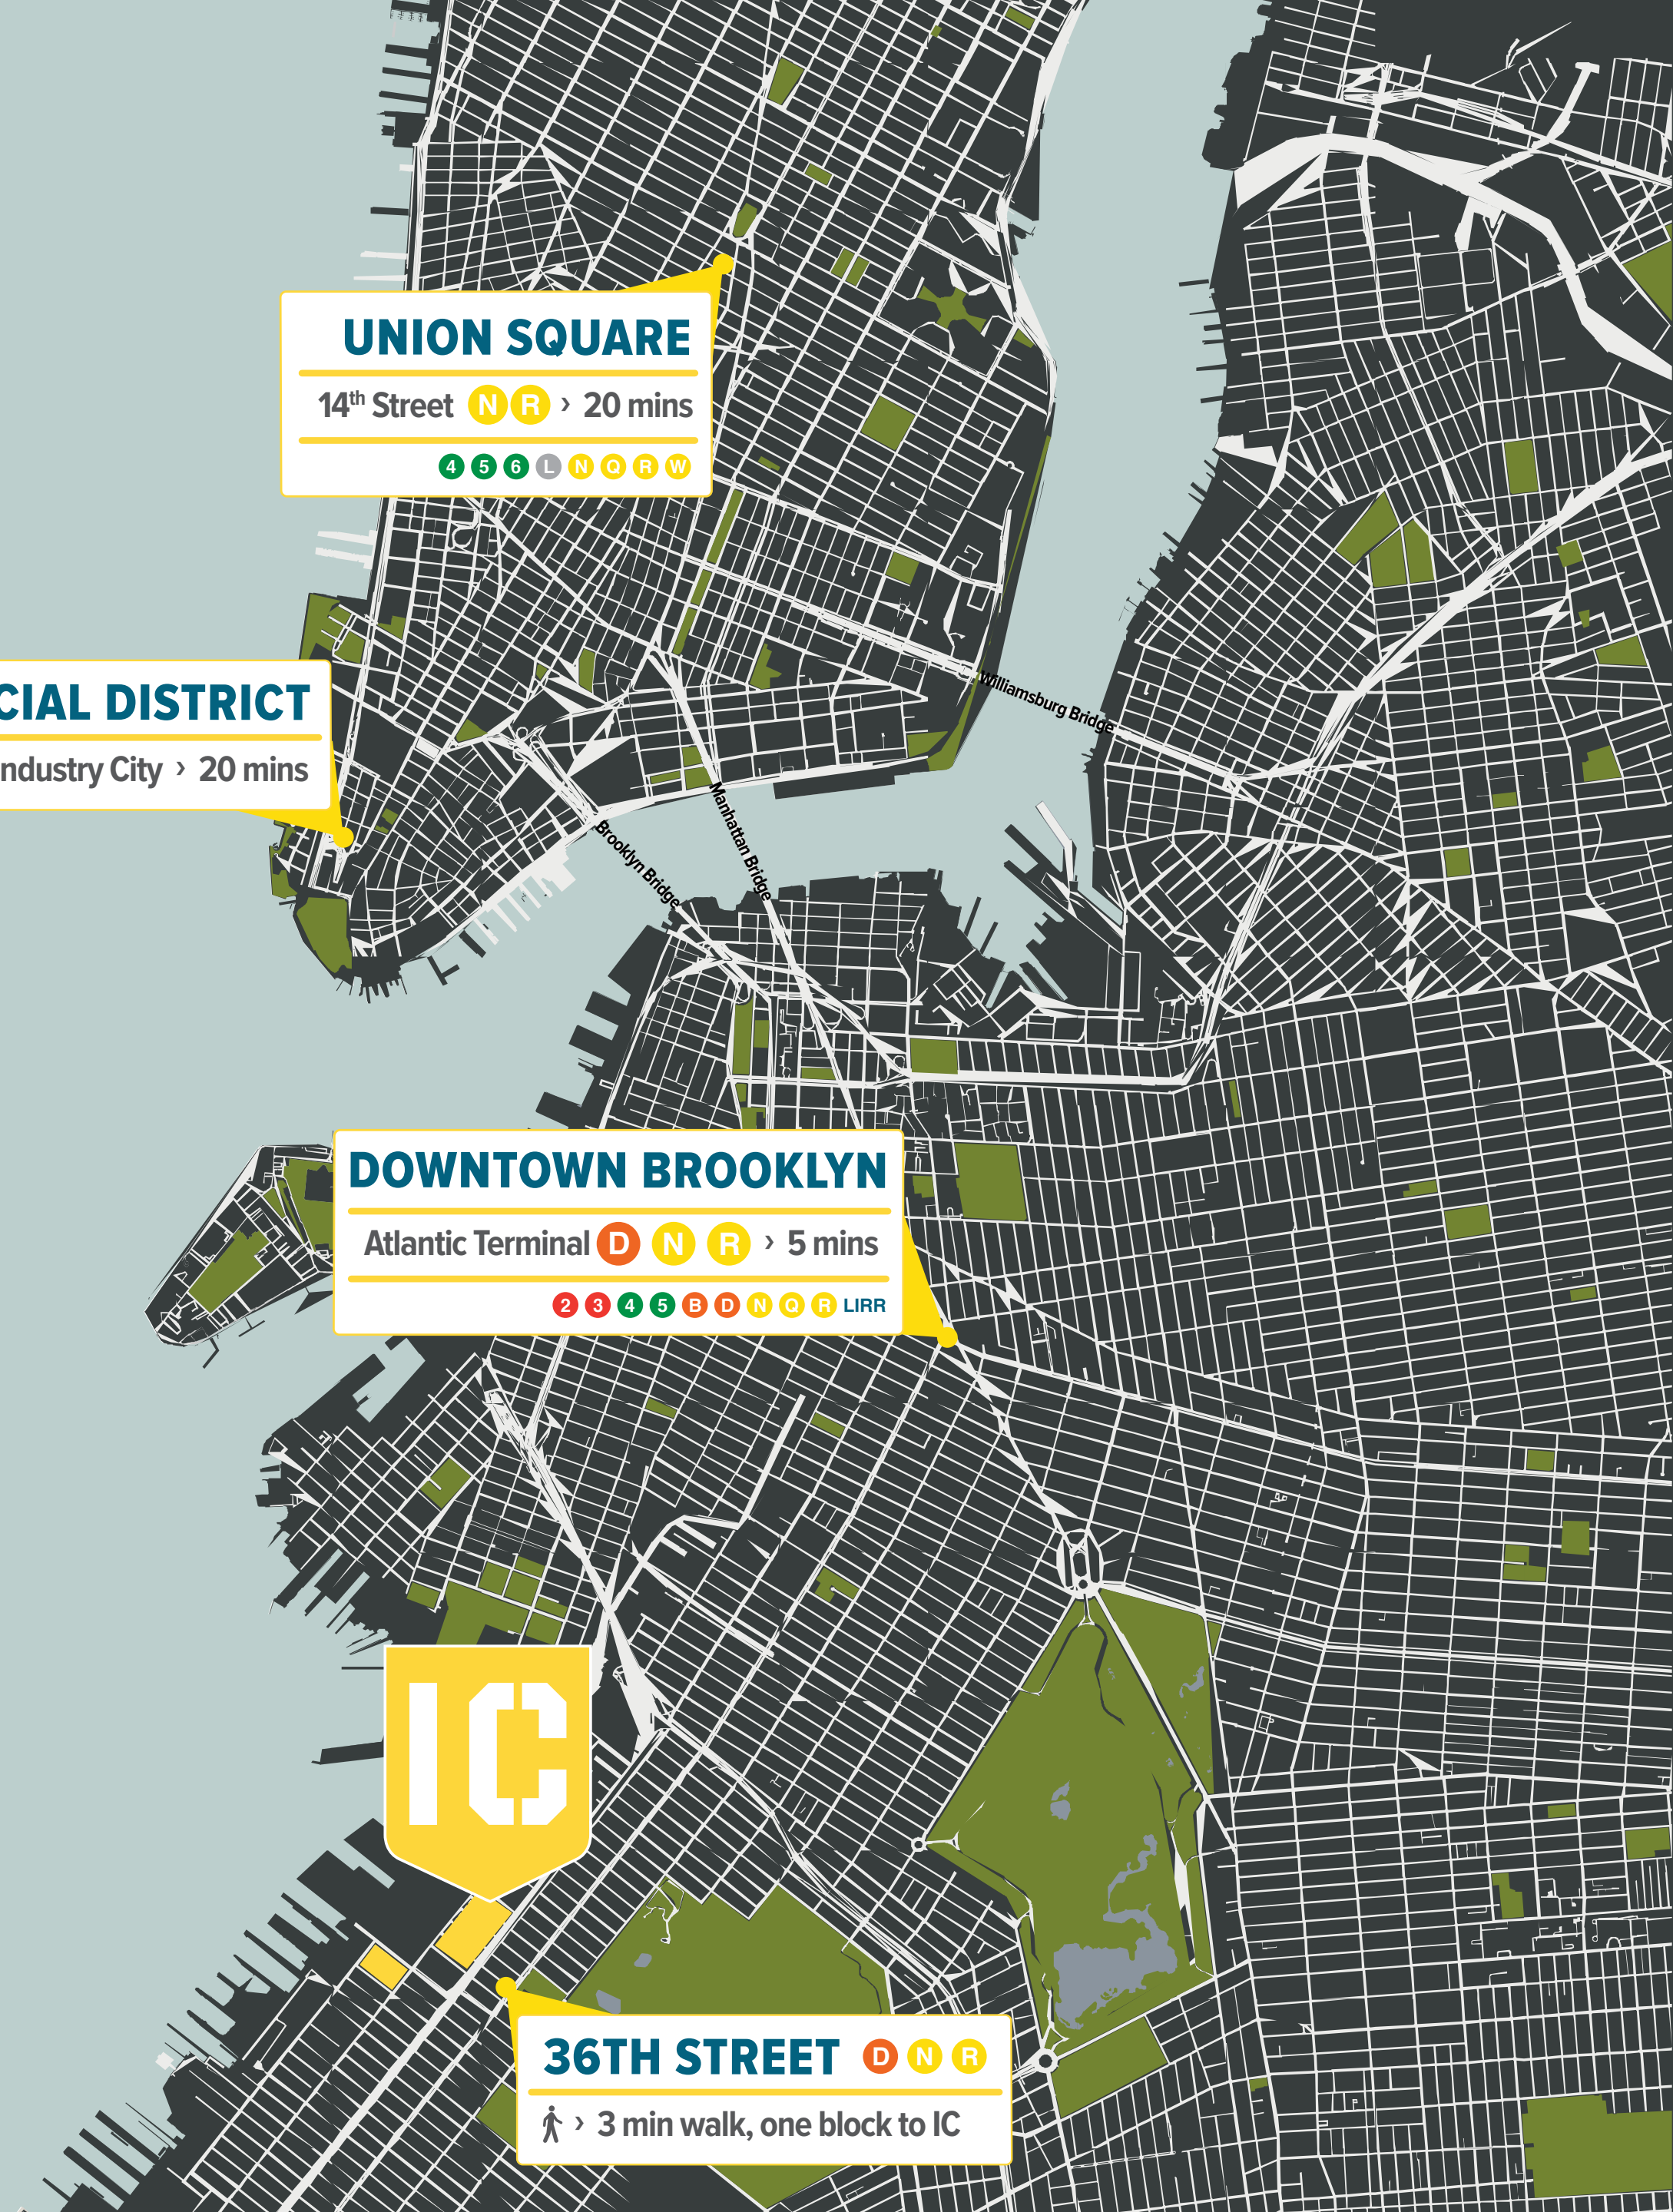 UNION SQUARE
14th Street N R › 20 mins
4 5 6 L N Q R W
CIAL DISTRICT
ndustry City › 20 mins
Williamsburg Bridge
Manhattan Bridge
Brooklyn Bridge
DOWNTOWN BROOKLYN
Atlantic Terminal D N R › 5 mins
2 3 4 5 B D N Q R LIRR
IC
36TH STREET D N R
› 3 min walk, one block to IC